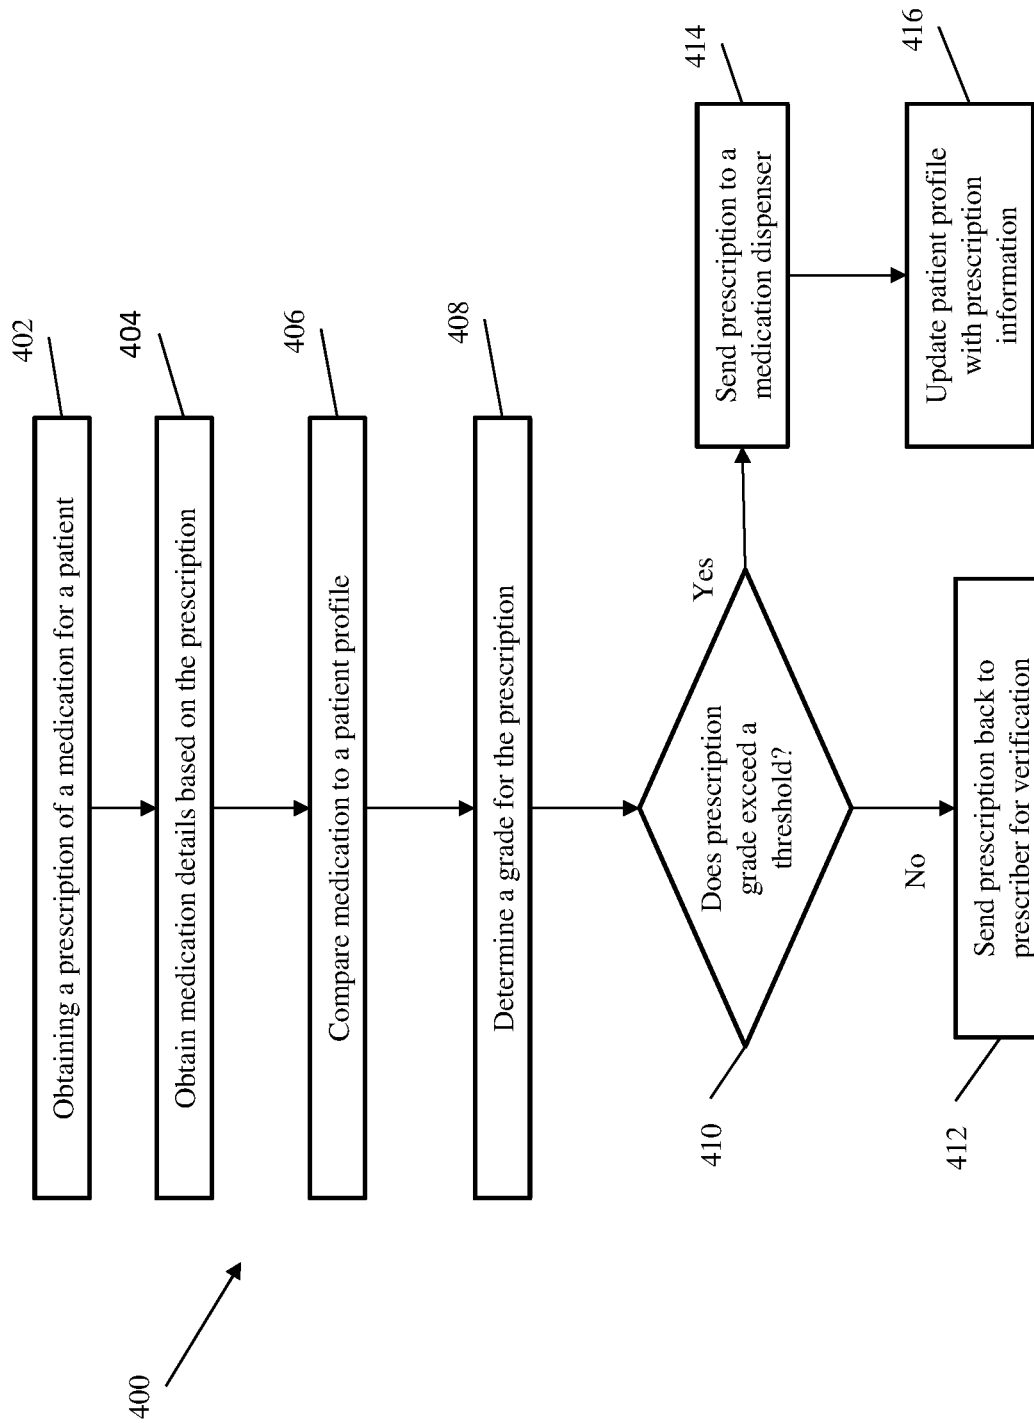 400
402
Obtaining a prescription of a medication for a patient
404
Obtain medication details based on the prescription
406
Compare medication to a patient profile
408
Determine a grade for the prescription
410
Does prescription
grade exceed a
threshold?
Yes
No
412
Send prescription back to
prescriber for verification
414
Send prescription to a
medication dispenser
416
Update patient profile
with prescription
information